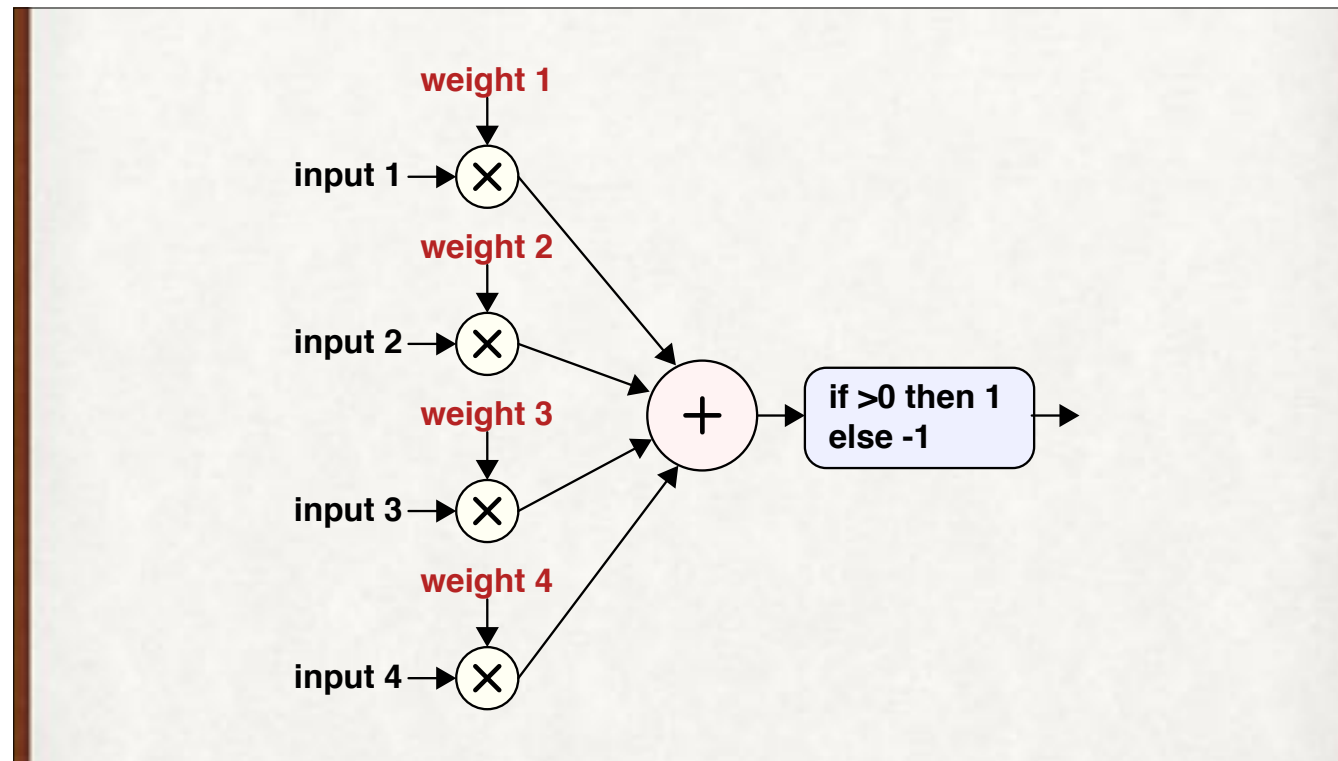 weight 1
input 1
weight 2
input 2
weight 3
input 3
weight 4
input 4
+
if >0 then 1
else -1